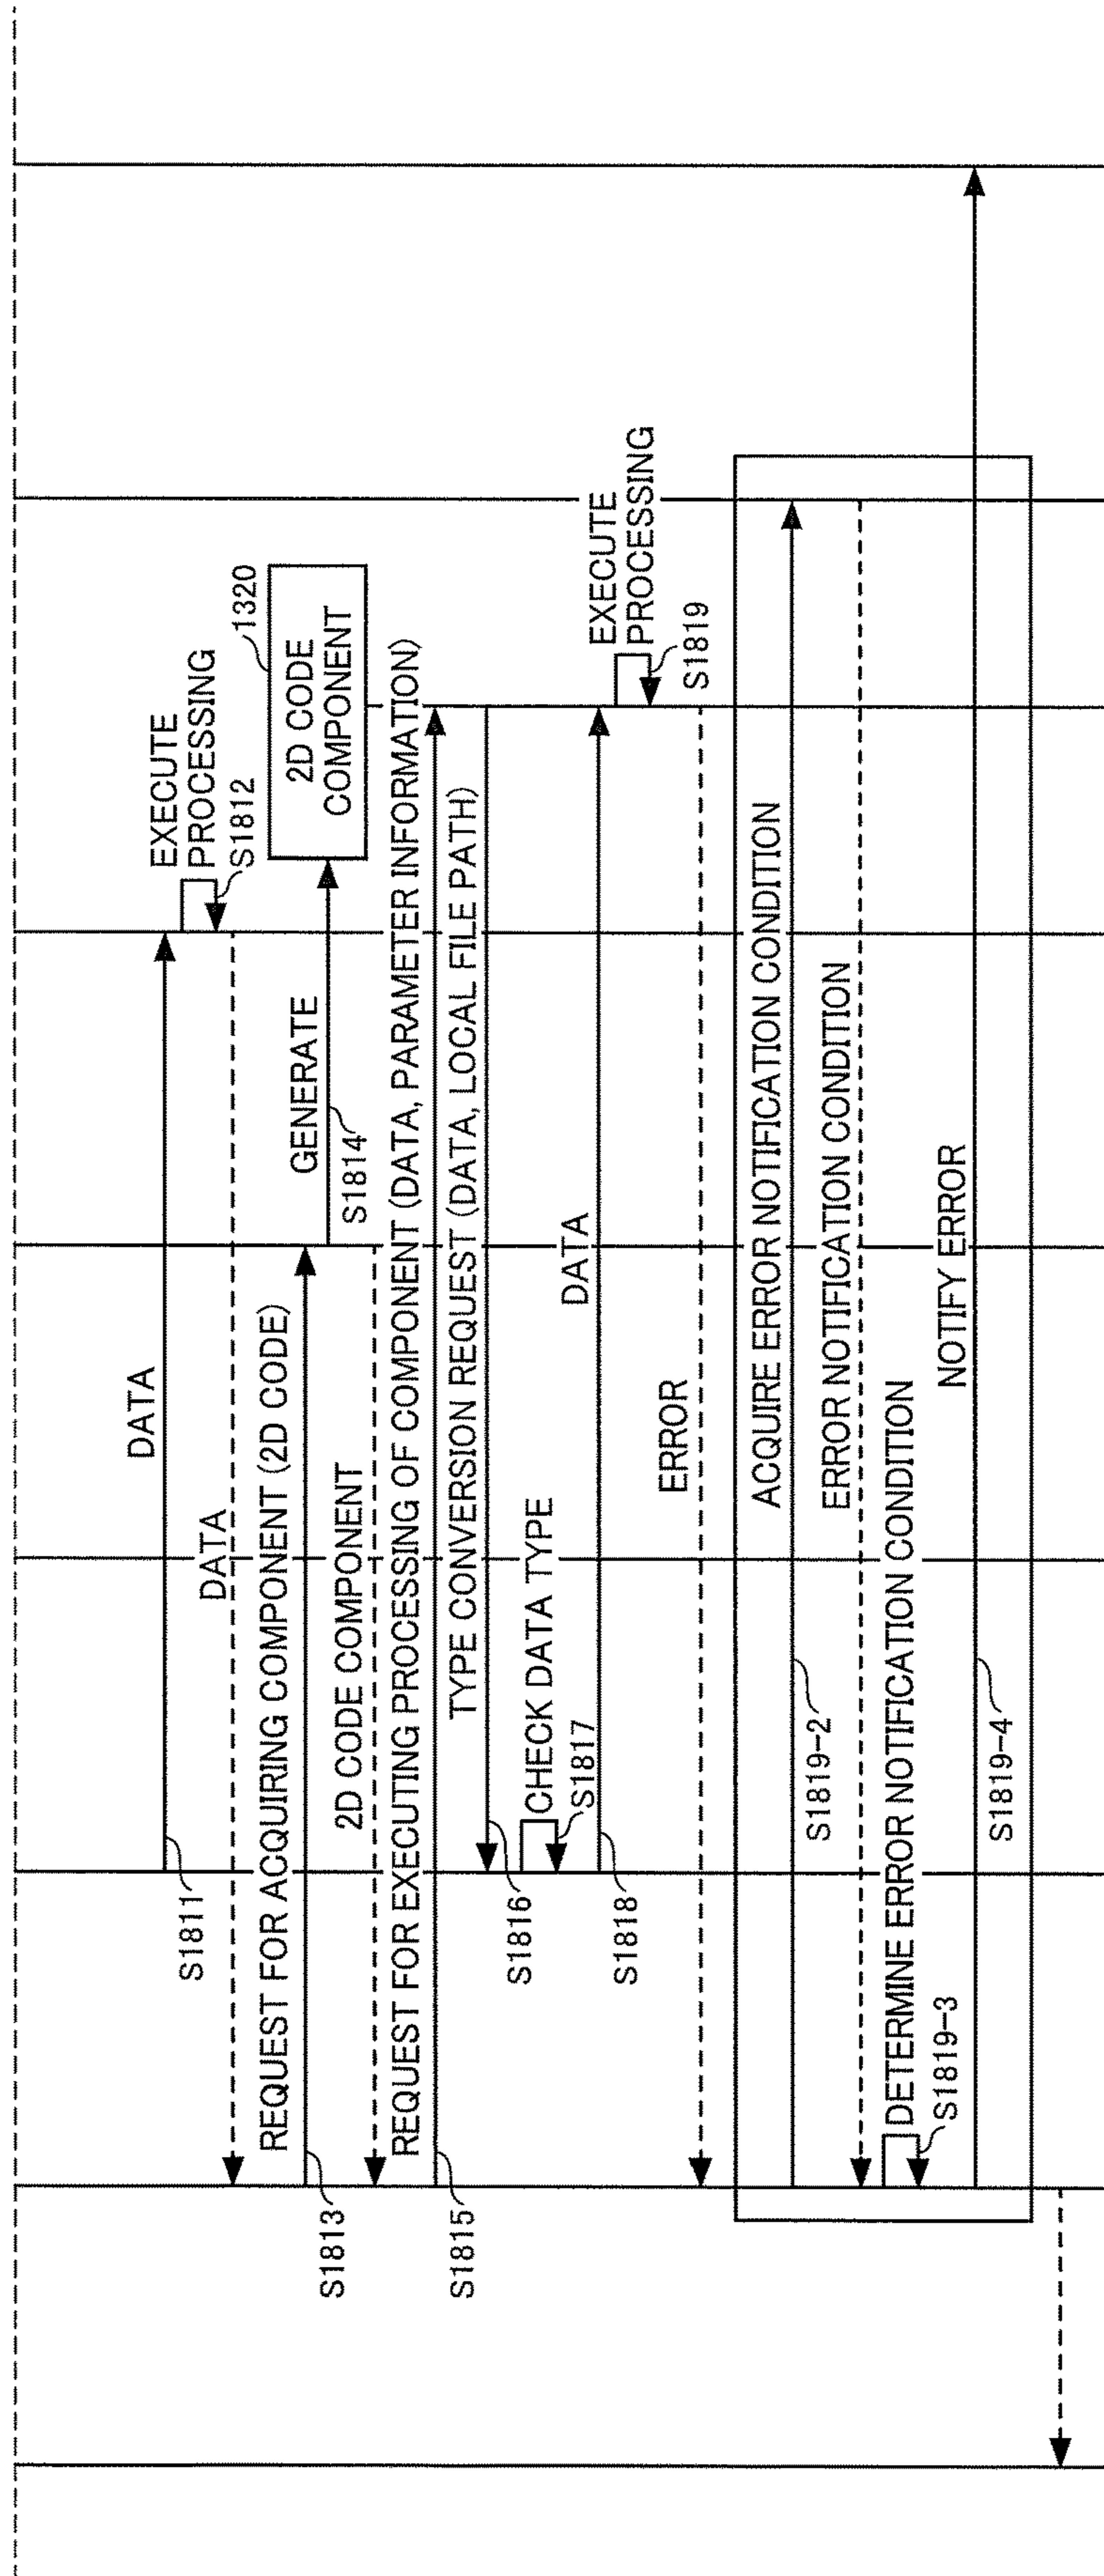 DATA
S1811
EXECUTE
PROCESSING
S1812
DATA
REQUEST FOR ACQUIRING COMPONENT (2D CODE)
S1813
GENERATE
S1814
1320
2D CODE
COMPONENT
2D CODE COMPONENT
REQUEST FOR EXECUTING PROCESSING OF COMPONENT (DATA, PARAMETER INFORMATION)
S1815
TYPE CONVERSION REQUEST (DATA, LOCAL FILE PATH)
S1816
CHECK DATA TYPE
S1817
DATA
S1818
EXECUTE
PROCESSING
S1819
ERROR
ACQUIRE ERROR NOTIFICATION CONDITION
S1819-2
ERROR NOTIFICATION CONDITION
DETERMINE ERROR NOTIFICATION CONDITION
S1819-3
NOTIFY ERROR
S1819-4